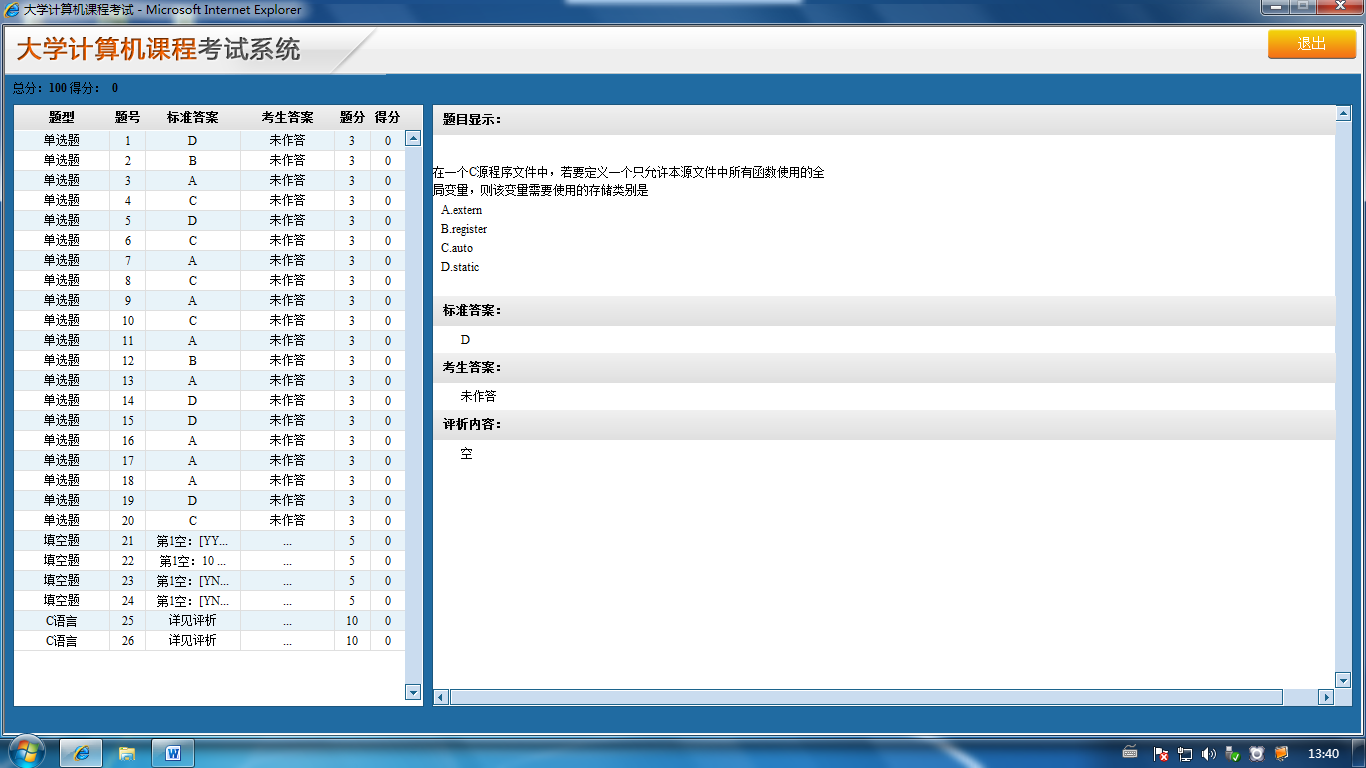 大学计算机课程考试 - Microsoft Internet Explorer
大学计算机课程考试系统
退出
总分：100 得分： 0
题型 题号 标准答案 考生答案 题分 得分
单选题 1 D 未作答 3 0
单选题 2 B 未作答 3 0
单选题 3 A 未作答 3 0
单选题 4 C 未作答 3 0
单选题 5 D 未作答 3 0
单选题 6 C 未作答 3 0
单选题 7 A 未作答 3 0
单选题 8 C 未作答 3 0
单选题 9 A 未作答 3 0
单选题 10 C 未作答 3 0
单选题 11 A 未作答 3 0
单选题 12 B 未作答 3 0
单选题 13 A 未作答 3 0
单选题 14 D 未作答 3 0
单选题 15 D 未作答 3 0
单选题 16 A 未作答 3 0
单选题 17 A 未作答 3 0
单选题 18 A 未作答 3 0
单选题 19 D 未作答 3 0
单选题 20 C 未作答 3 0
填空题 21 第1空：[YY... ... 5 0
填空题 22 第1空：10 ... ... 5 0
填空题 23 第1空：[YN... ... 5 0
填空题 24 第1空：[YN... ... 5 0
C语言 25 详见评析 ... 10 0
C语言 26 详见评析 ... 10 0
题目显示：
在一个C源程序文件中，若要定义一个只允许本源文件中所有函数使用的全
局变量，则该变量需要使用的存储类别是
A.extern
B.register
C.auto
D.static
标准答案：
D
考生答案：
未作答
评析内容：
空
13:40